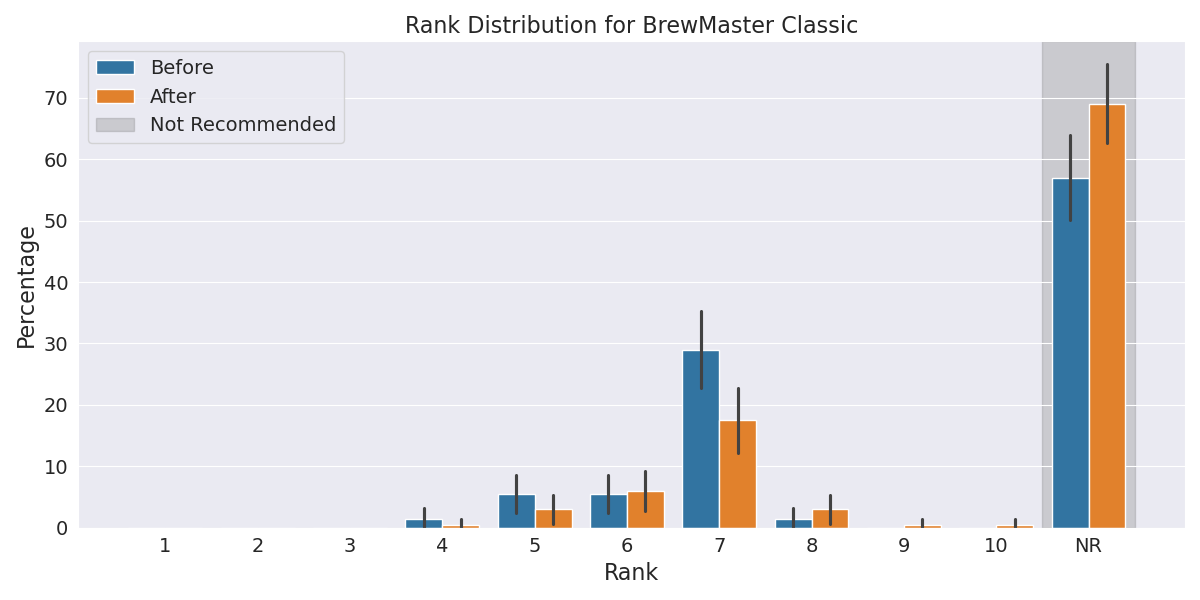 Rank Distribution for BrewMaster Classic
Before
After
Not Recommended
Percentage
70
60
50
40
30
20
10
0
1 2 3 4 5 6 7 8 9 10 NR
Rank